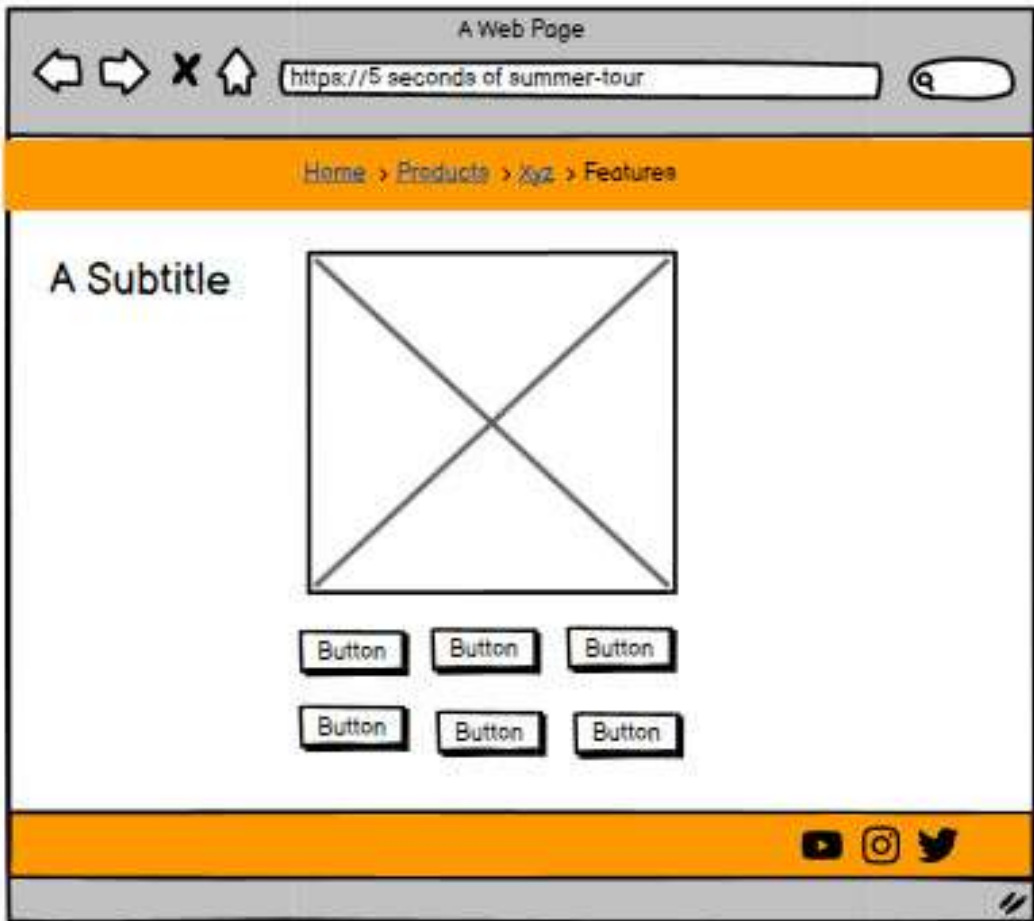 A Web Page
https://5 seconds of summer-tour
Home > Products > Xyz > Features
A Subtitle
Button Button Button
Button Button Button